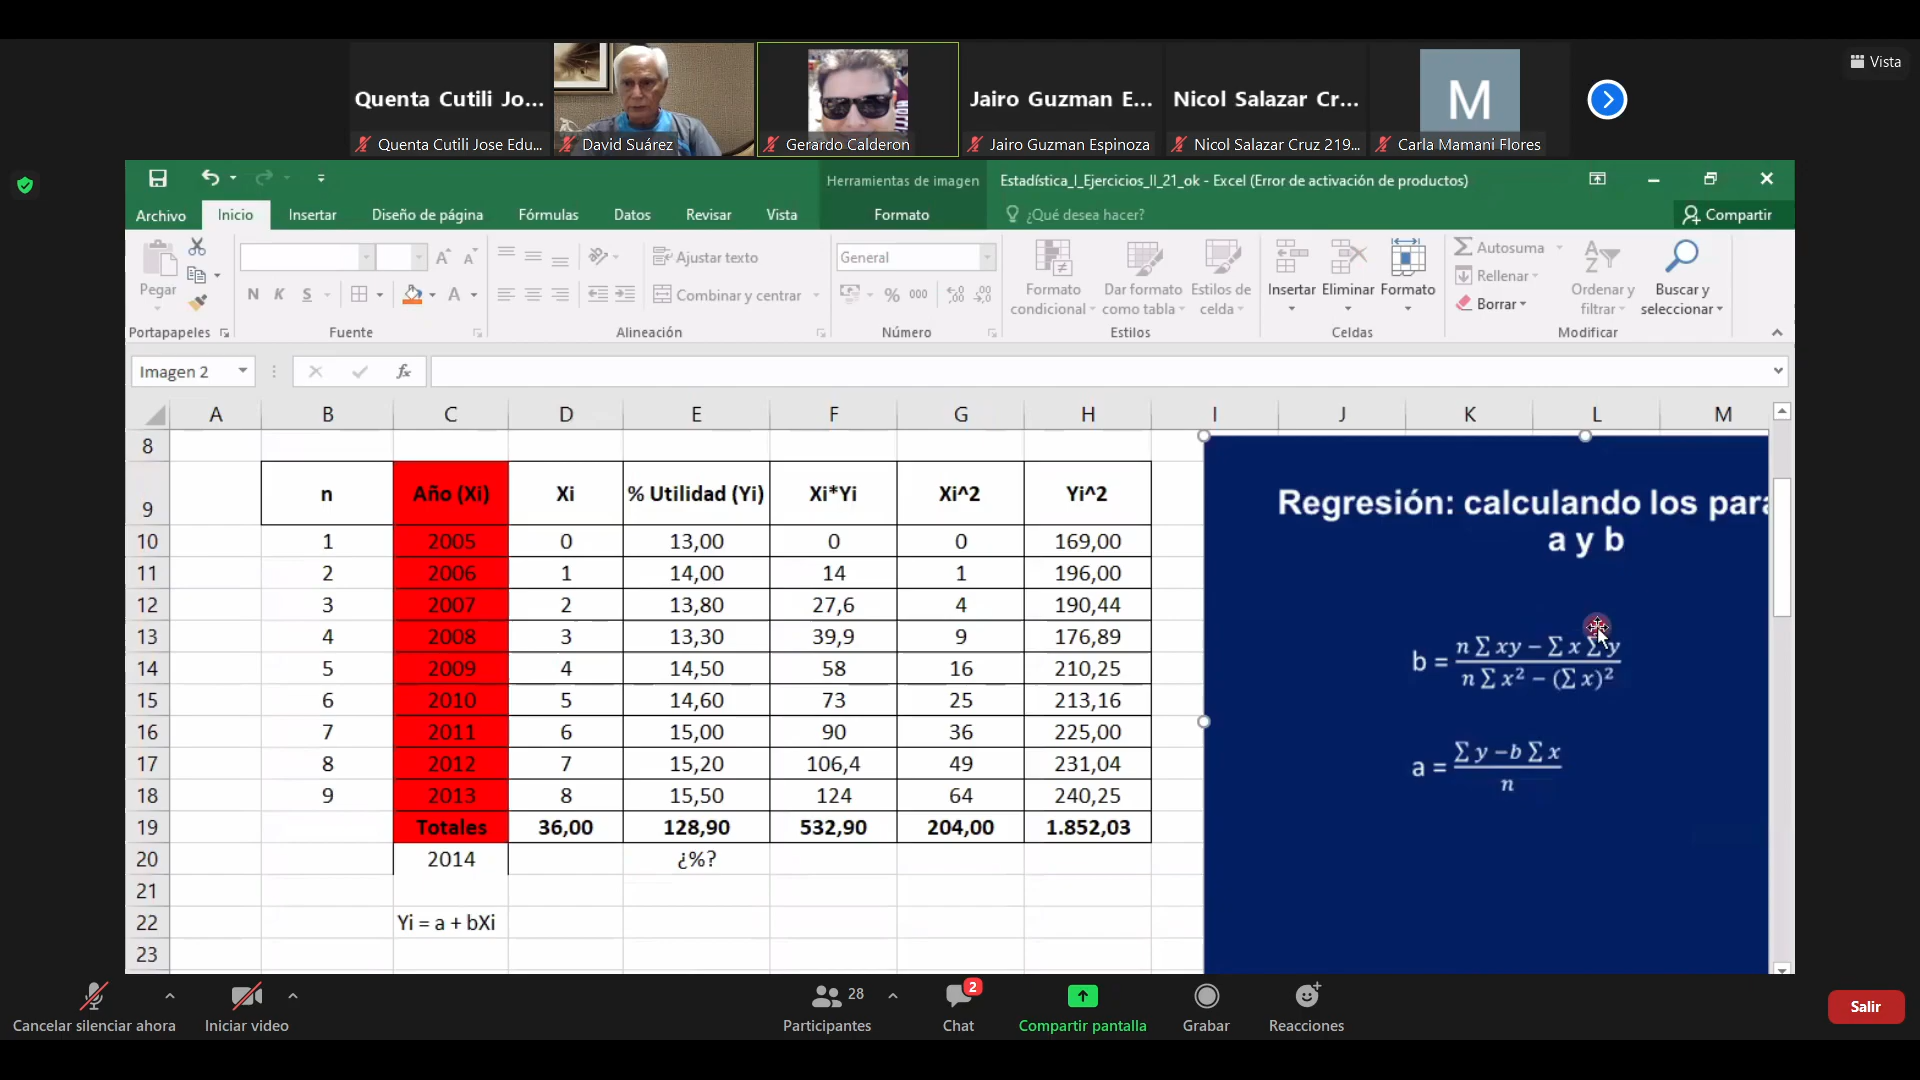 Vista
Quenta Cutili Jo... Jairo Guzman E... Nicol Salazar Cr... M
Quenta Cutili Jose Edu... David Suárez Gerardo Calderon Jairo Guzman Espinoza Nicol Salazar Cruz 219... Carla Mamani Flores
Herramientas de imagen Estadística_I_Ejercicios_II_21_ok - Excel (Error de activación de productos)
Archivo Inicio Insertar Diseño de página Fórmulas Datos Revisar Vista Formato ¿Qué desea hacer? Compartir
Pegar
N K S
Ajustar texto
Combinar y centrar
General
% 000
Formato condicional
Dar formato como tabla
Estilos de celda
Insertar Eliminar Formato
Autosuma
Rellenar
Borrar
Ordenar y filtrar
Buscar y seleccionar
Portapapeles Fuente Alineación Número Estilos Celdas Modificar
Imagen 2 fx
A B C D E F G H I J K L M
8
9 n Año (Xi) Xi % Utilidad (Yi) Xi*Yi Xi^2 Yi^2
10 1 2005 0 13,00 0 0 169,00
11 2 2006 1 14,00 14 1 196,00
12 3 2007 2 13,80 27,6 4 190,44
13 4 2008 3 13,30 39,9 9 176,89
14 5 2009 4 14,50 58 16 210,25
15 6 2010 5 14,60 73 25 213,16
16 7 2011 6 15,00 90 36 225,00
17 8 2012 7 15,20 106,4 49 231,04
18 9 2013 8 15,50 124 64 240,25
19 Totales 36,00 128,90 532,90 204,00 1.852,03
20 2014 ¿%?
21
22 Yi = a + bXi
23
Regresión: calculando los pará
a y b
b = n ∑ xy − ∑ x ∑ y
n ∑ x² − (∑ x)²
a = ∑ y −b ∑ x
n
28 2
Cancelar silenciar ahora Iniciar video Participantes Chat Compartir pantalla Grabar Reacciones Salir